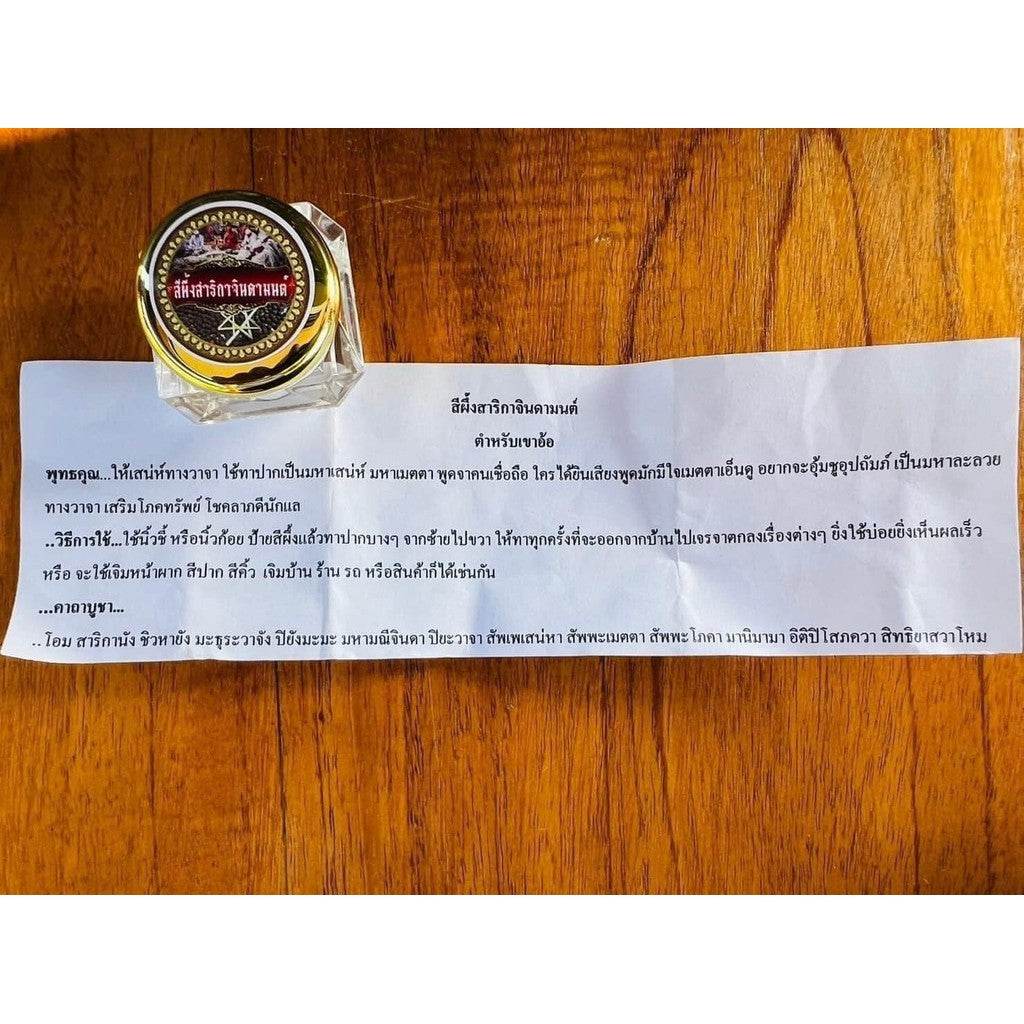 สีผึ้งสาริกาจินดามนต์
สีผึ้งสาริกาจินดามนต์
ตำหรับเขาอ้อ
พุทธคุณ...ให้เสน่ห์ทางวาจา ใช้ทาปากเป็นมหาเสน่ห์ มหาเมตตา พูดจาคนเชื่อถือ ใครได้ยินเสียงพูดมักมีใจเมตตาเอ็นดู อยากจะอุ้มชูอุปถัมภ์ เป็นมหาละลวย
ทางวาจา เสริมโภคทรัพย์ โชคลาภดีนักแล
..วิธีการใช้...ใช้นิ้วชี้ หรือนิ้วก้อย ป้ายสีผึ้งแล้วทาปากบางๆ จากซ้ายไปขวา ให้ทาทุกครั้งที่จะออกจากบ้านไปเจรจาตกลงเรื่องต่างๆ ยิ่งใช้บ่อยยิ่งเห็นผลเร็ว
หรือ จะใช้เจิมหน้าผาก สีปาก สีคิ้ว เจิมบ้าน ร้าน รถ หรือสินค้าก็ได้เช่นกัน
...คาถาบูชา...
..โอม สาริกานัง ชิวหายัง มะธุระวาจัง ปิยังมะมะ มหามณีจินดา ปิยะวาจา สัพเพเสน่หา สัพพะเมตตา สัพพะโภคา มานิมามา อิติปิโสภควา สิทธิยาสวาโหม